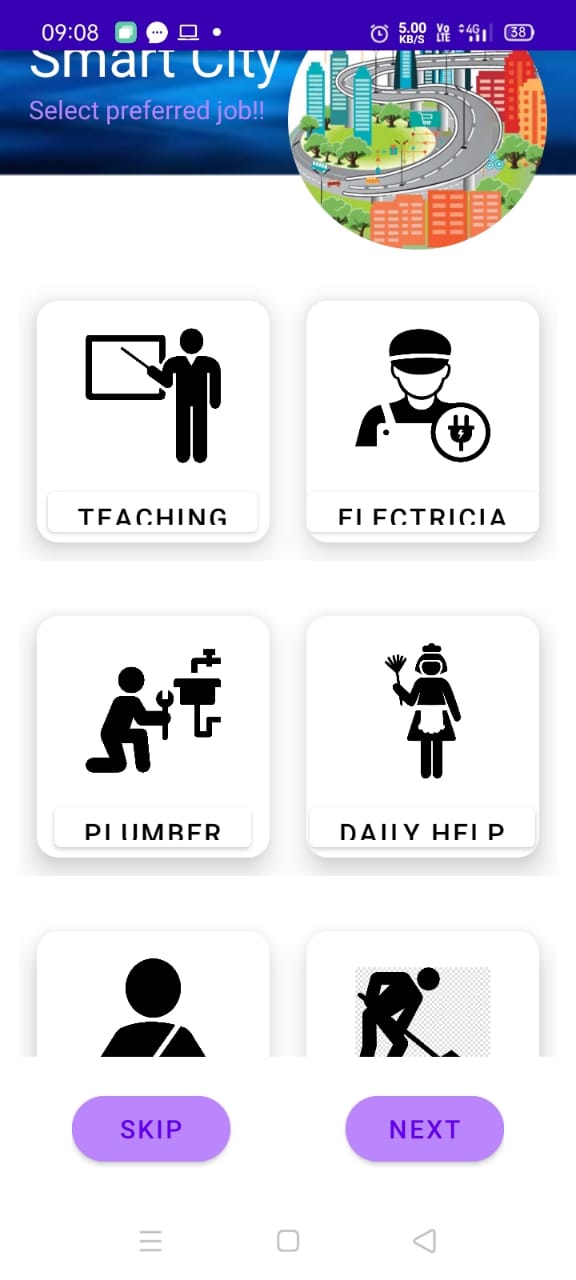 09:08 5.00 KB/S Vo LTE 4G 38
Smart City
Select preferred job!!
TEACHING ELECTRICIA
PLUMBER DAILY HELP
SKIP NEXT